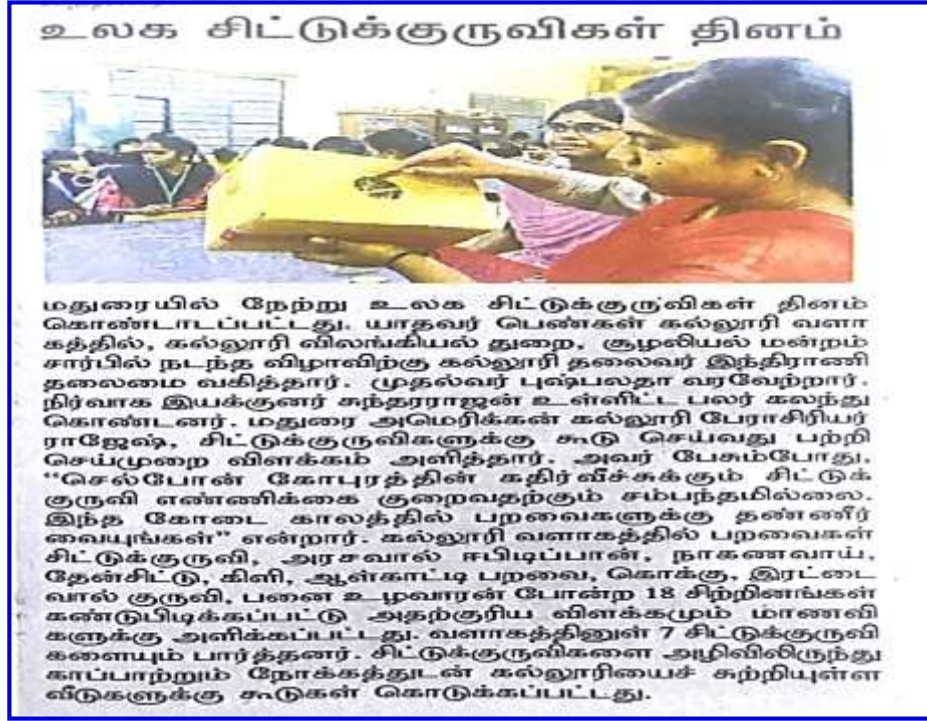 உலக சிட்டுக்குருவிகள் தினம்
மதுரையில் நேற்று உலக சிட்டுக்குருவிகள் தினம்
கொண்டாடப்பட்டது. யாதவர் பெண்கள் கல்லூரி வளா
கத்தில், கல்லூரி விலங்கியல் துறை, சூழலியல் மன்றம்
சார்பில் நடந்த விழாவிற்கு கல்லூரி தலைவர் இந்திராணி
தலைமை வகித்தார். முதல்வர் புஷ்பலதா வரவேற்றார்.
நிர்வாக இயக்குனர் சுந்தரராஜன் உள்ளிட்ட பலர் கலந்து
கொண்டனர். மதுரை அமெரிக்கன் கல்லூரி பேராசிரியர்
ராஜேஷ், சிட்டுக்குருவிகளுக்கு கூடு செய்வது பற்றி
செய்முறை விளக்கம் அளித்தார். அவர் பேசும்போது,
‘‘செல்போன் கோபுரத்தின் கதிர்வீச்சுக்கும் சிட்டுக்
குருவி எண்ணிக்கை குறைவதற்கும் சம்பந்தமில்லை.
இந்த கோடை காலத்தில் பறவைகளுக்கு தண்ணீர்
வையுங்கள்’’ என்றார். கல்லூரி வளாகத்தில் பறவைகள்
சிட்டுக்குருவி, அரசவால் ஈபிடிப்பான், நாகணவாய்,
தேன்சிட்டு, கிளி, ஆள்காட்டி பறவை, கொக்கு, இரட்டை
வால் குருவி, பனை உழவாரன் போன்ற 18 சிற்றினங்கள்
கண்டுபிடிக்கப்பட்டு அதற்குரிய விளக்கமும் மாணவி
களுக்கு அளிக்கப்பட்டது. வளாகத்தினுள் 7 சிட்டுக்குருவி
களையும் பார்த்தனர். சிட்டுக்குருவிகளை அழிவிலிருந்து
காப்பாற்றும் நோக்கத்துடன் கல்லூரியைச் சுற்றியுள்ள
வீடுகளுக்கு கூடுகள் கொடுக்கப்பட்டது.